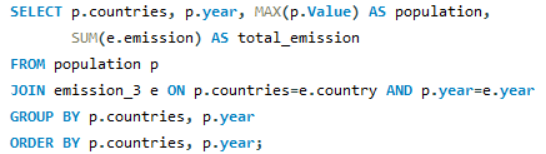 SELECT p.countries, p.year, MAX(p.Value) AS population,
SUM(e.emission) AS total_emission
FROM population p
JOIN emission_3 e ON p.countries=e.country AND p.year=e.year
GROUP BY p.countries, p.year
ORDER BY p.countries, p.year;